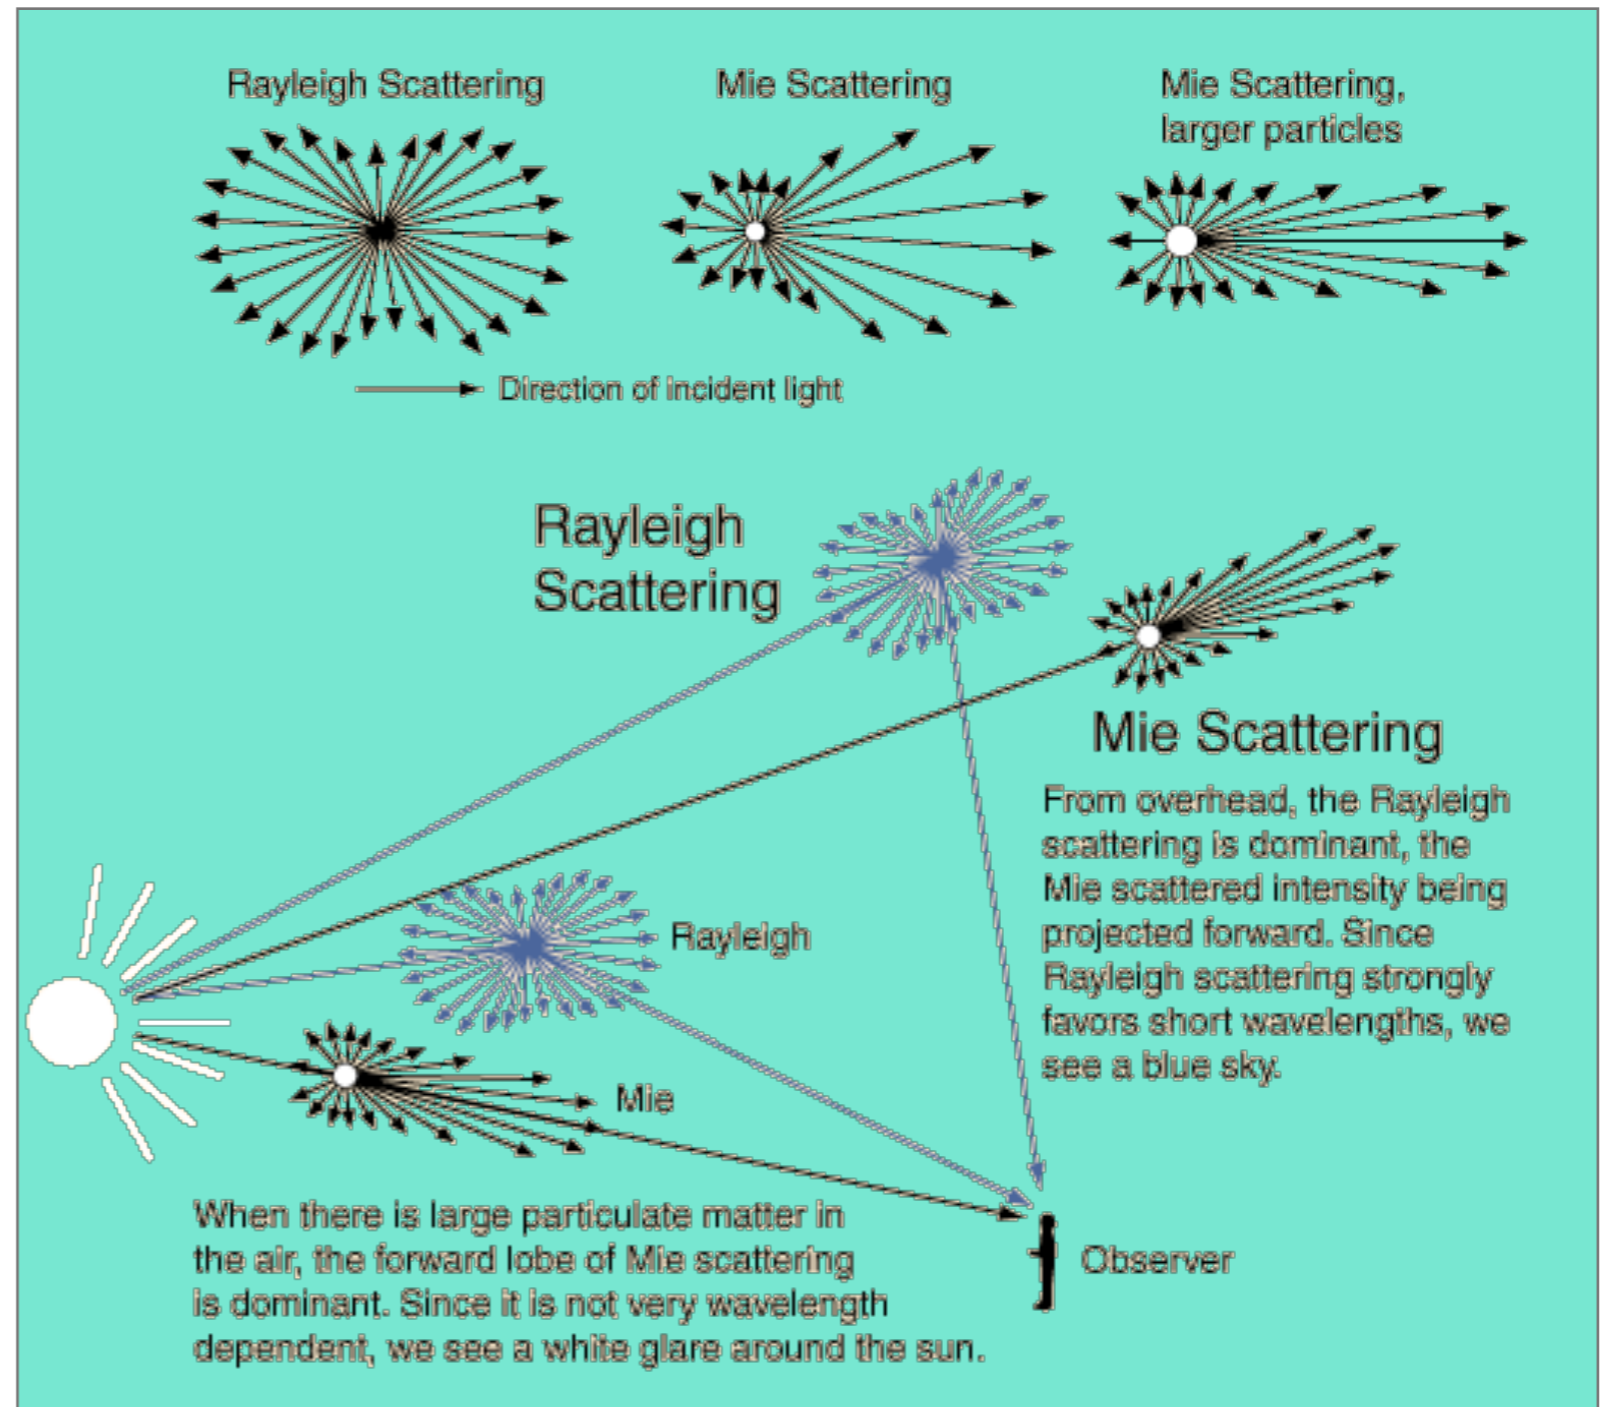 Rayleigh Scattering
Mie Scattering
Mie Scattering,
larger particles
Direction of incident light
Rayleigh
Scattering
Mie Scattering
From overhead, the Rayleigh
scattering is dominant, the
Mie scattered intensity being
projected forward. Since
Rayleigh scattering strongly
favors short wavelengths, we
see a blue sky.
Rayleigh
Mie
When there is large particulate matter in
the air, the forward lobe of Mie scattering
is dominant. Since it is not very wavelength
dependent, we see a white glare around the sun.
Observer